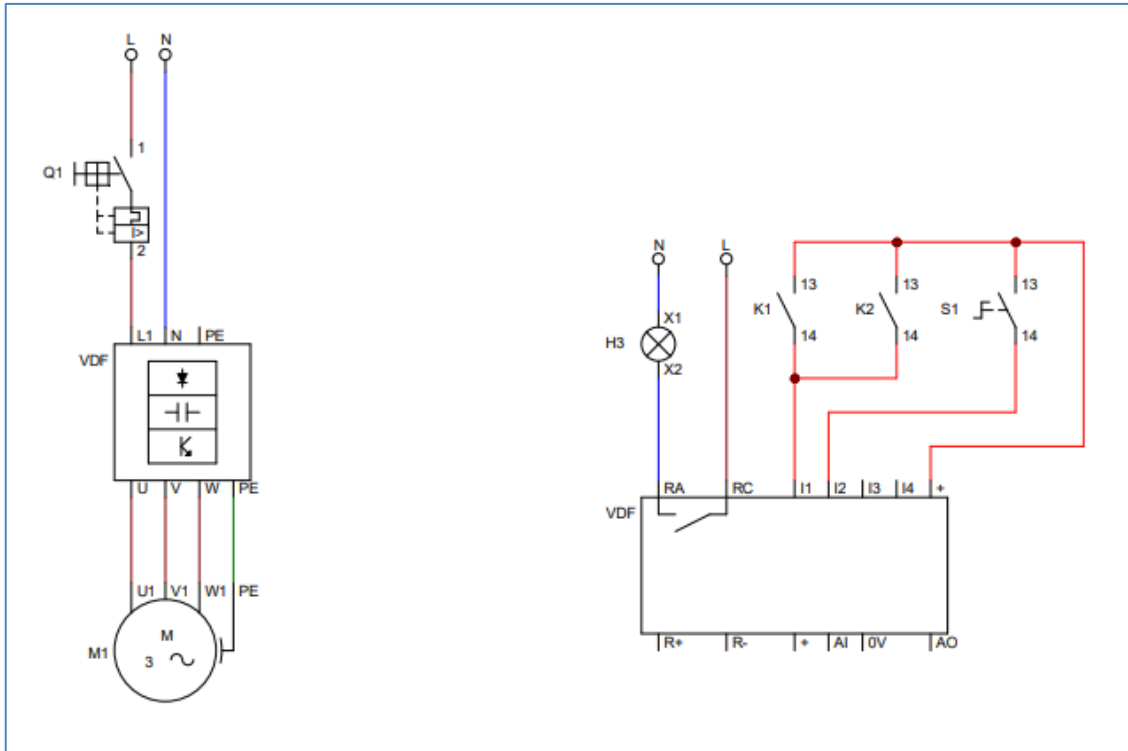 L N
1
Q1
I>
2
L1 N PE
VDF
U V W PE
U1 V1 W1 PE
M
M1
3
N L
13 13 13
K1 K2 S1
X1
14 14 14
H3
X2
RA RC I1 I2 I3 I4 +
VDF
R+ R- + AI 0V AO